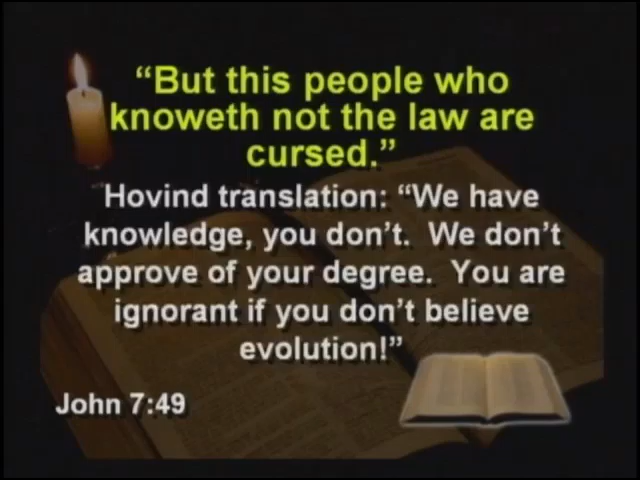 “But this people who
knoweth not the law are
cursed.”
Hovind translation: “We have
knowledge, you don’t.  We don’t
approve of your degree.  You are
ignorant if you don’t believe
evolution!”
John 7:49